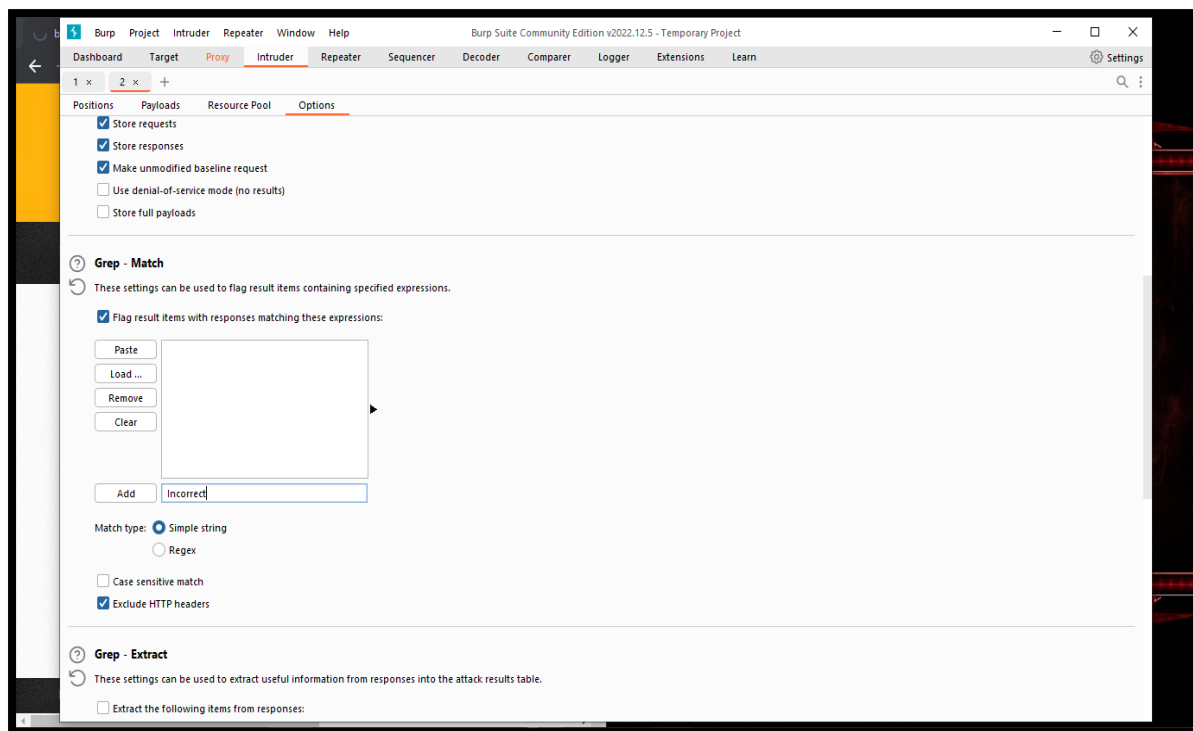 b
Burp Project Intruder Repeater Window Help Burp Suite Community Edition v2022.12.5 - Temporary Project
Dashboard Target Proxy Intruder Repeater Sequencer Decoder Comparer Logger Extensions Learn Settings
1 × 2 × +
Positions Payloads Resource Pool Options
Store requests
Store responses
Make unmodified baseline request
Use denial-of-service mode (no results)
Store full payloads
? Grep - Match
These settings can be used to flag result items containing specified expressions.
Flag result items with responses matching these expressions:
Paste
Load ...
Remove
Clear
Add Incorrect
Match type: Simple string
Regex
Case sensitive match
Exclude HTTP headers
? Grep - Extract
These settings can be used to extract useful information from responses into the attack results table.
Extract the following items from responses: